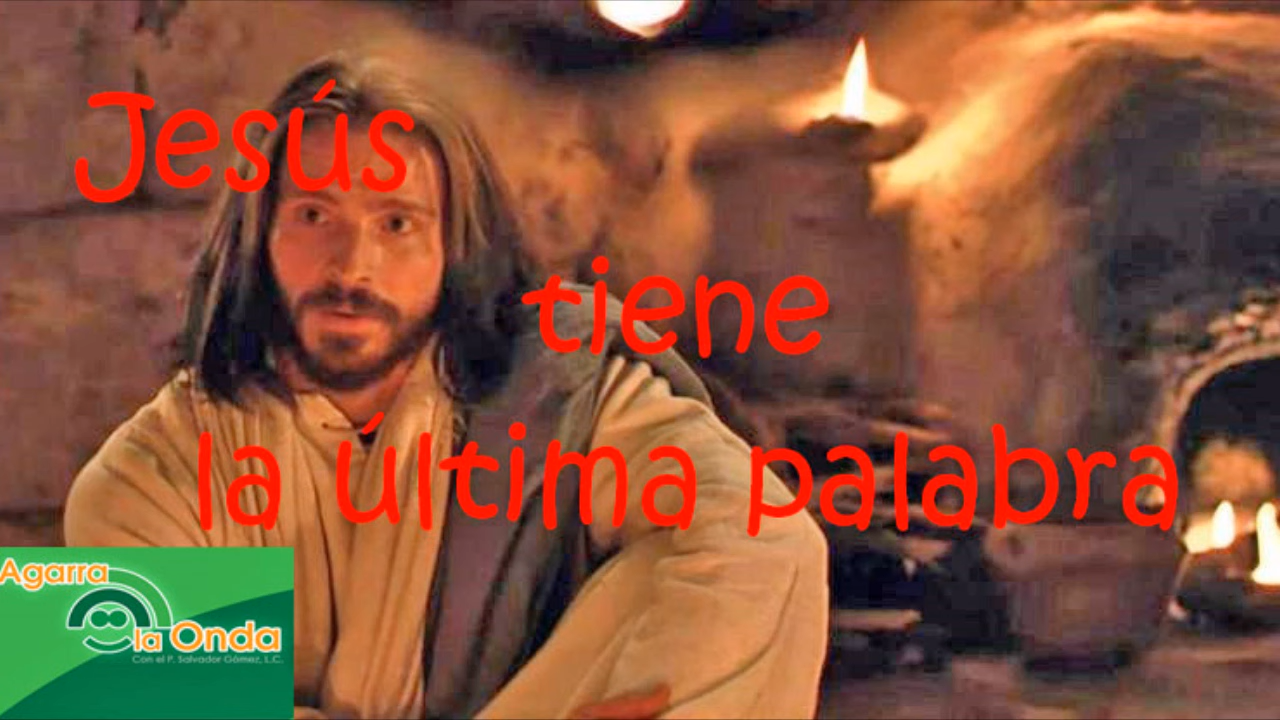 Jesús
tiene
la última palabra
Agarra
la Onda
Con el P. Salvador Gómez, L.C.